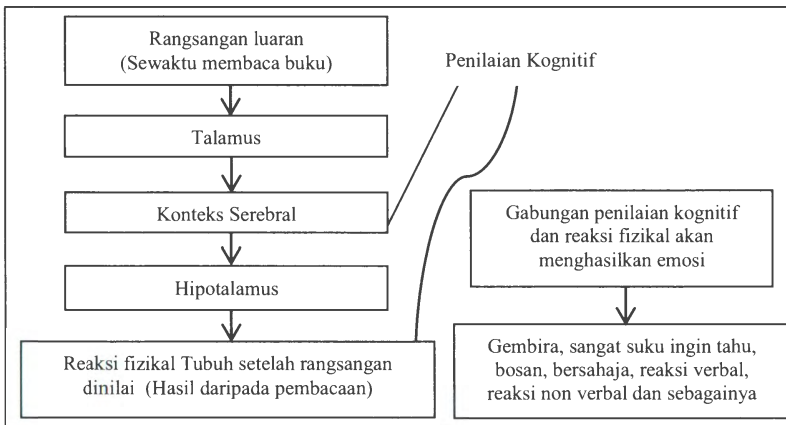 Rangsangan luaran
(Sewaktu membaca buku)
Penilaian Kognitif
Talamus
Konteks Serebral
Hipotalamus
Reaksi fizikal Tubuh setelah rangsangan
dinilai (Hasil daripada pembacaan)
Gabungan penilaian kognitif
dan reaksi fizikal akan
menghasilkan emosi
Gembira, sangat suku ingin tahu,
bosan, bersahaja, reaksi verbal,
reaksi non verbal dan sebagainya